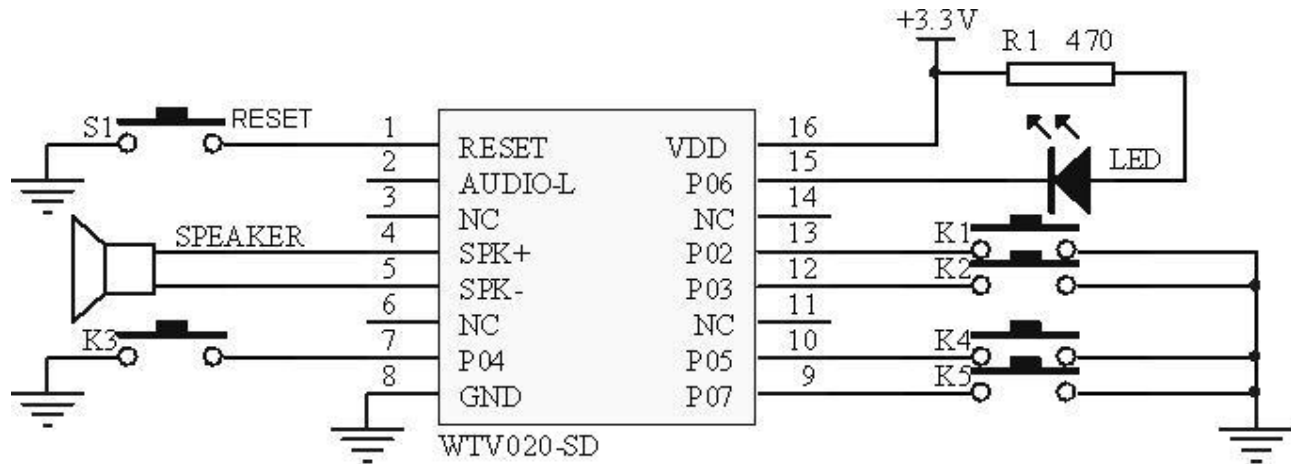 +3.3V
R1 470
S1 RESET
1 RESET VDD 16
2 AUDIO-L P06 15 LED
3 NC NC 14
SPEAKER 4 SPK+ P02 13 K1
5 SPK- P03 12 K2
6 NC NC 11
K3 7 P04 P05 10 K4
8 GND P07 9 K5
WTV020-SD